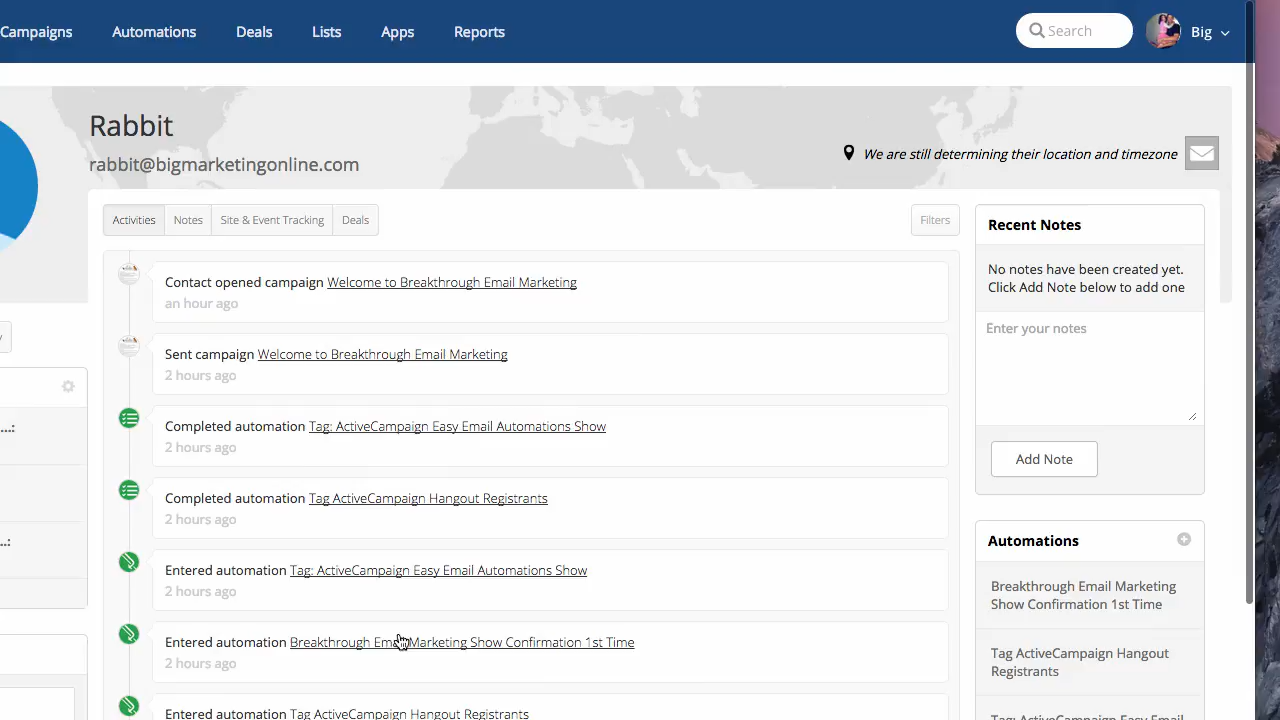 Campaigns Automations Deals Lists Apps Reports Search Big
Rabbit
rabbit@bigmarketingonline.com
We are still determining their location and timezone
Activities Notes Site & Event Tracking Deals Filters
Contact opened campaign Welcome to Breakthrough Email Marketing
an hour ago
Sent campaign Welcome to Breakthrough Email Marketing
2 hours ago
...:
Completed automation Tag: ActiveCampaign Easy Email Automations Show
2 hours ago
Completed automation Tag ActiveCampaign Hangout Registrants
2 hours ago
..:
Entered automation Tag: ActiveCampaign Easy Email Automations Show
2 hours ago
Entered automation Breakthrough Email Marketing Show Confirmation 1st Time
2 hours ago
Entered automation Tag ActiveCampaign Hangout Registrants
Recent Notes
No notes have been created yet.
Click Add Note below to add one
Enter your notes
Add Note
Automations
Breakthrough Email Marketing
Show Confirmation 1st Time
Tag ActiveCampaign Hangout
Registrants
Tag: ActiveCampaign Easy Email